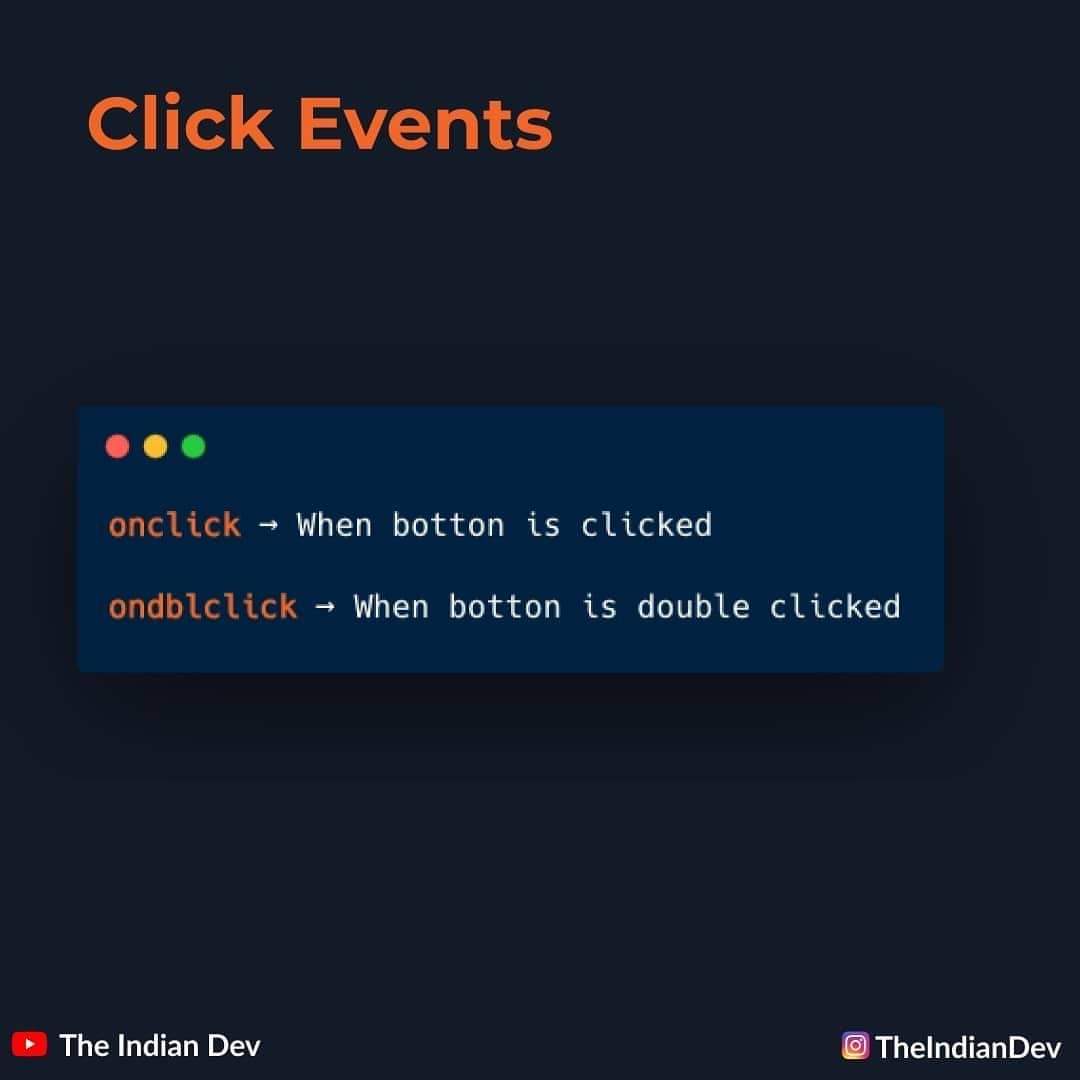 Click Events
onclick → When botton is clicked
ondblclick → When botton is double clicked
The Indian Dev
TheIndianDev